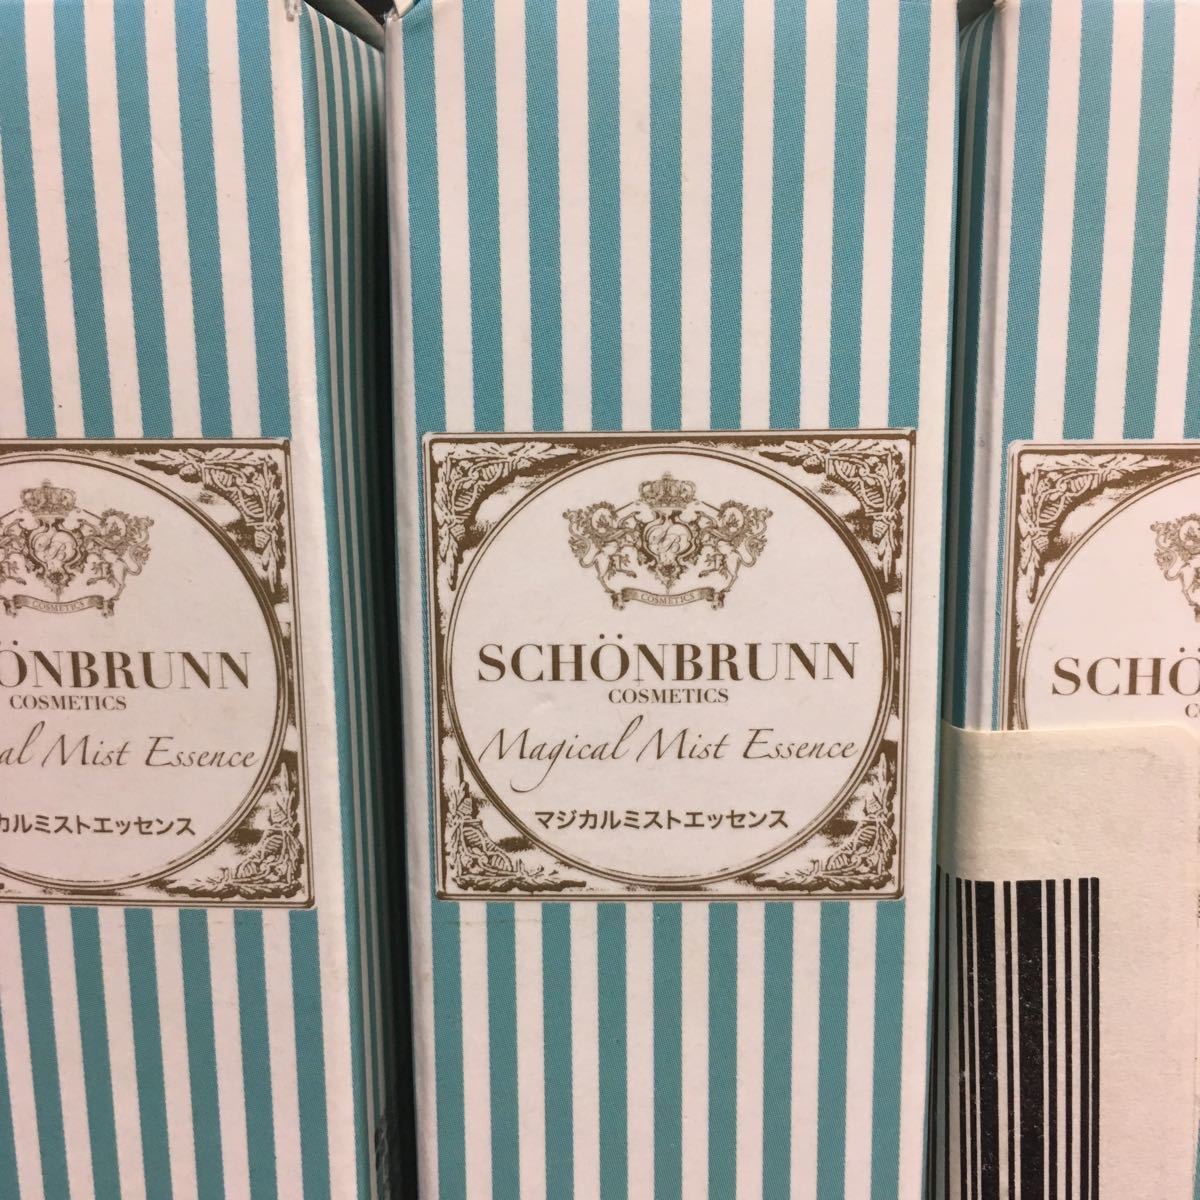 ÖNBRUNN
COSMETICS
al Mist Essence
カルミストエッセンス
COSMETICS
COSMETICS
SCHÖNBRUNN
COSMETICS
Magical Mist Essence
マジカルミストエッセンス
SCHÖ